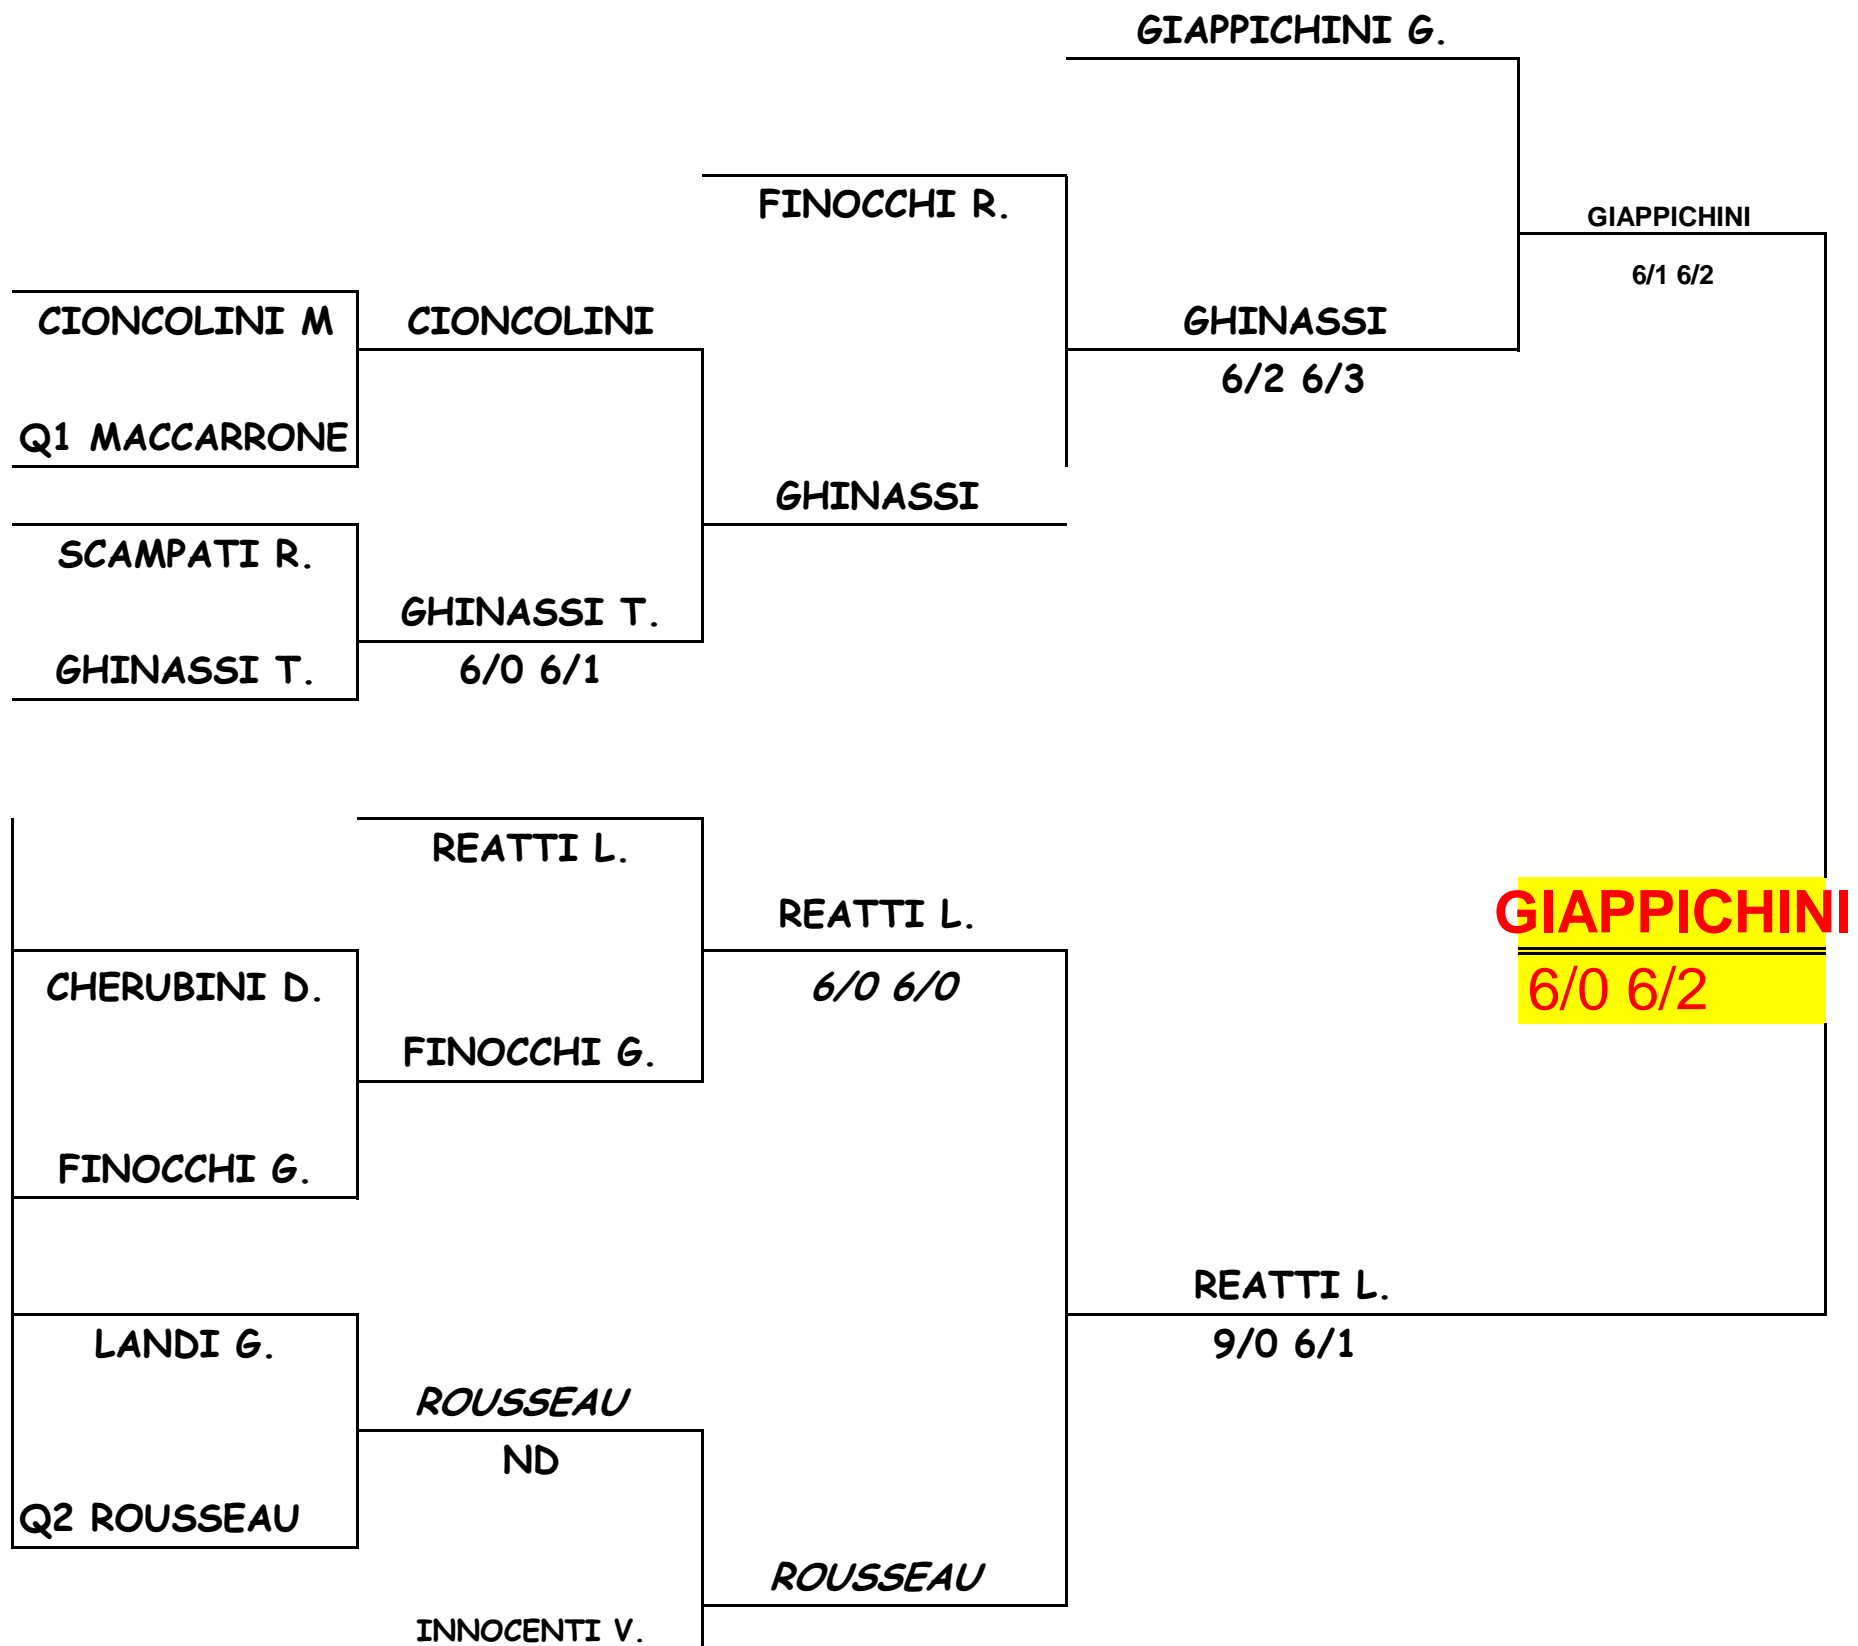 GIAPPICHINI G.
FINOCCHI R.
GIAPPICHINI
6/1 6/2
CIONCOLINI M
CIONCOLINI
GHINASSI
6/2 6/3
Q1 MACCARRONE
GHINASSI
SCAMPATI R.
GHINASSI T.
GHINASSI T.
6/0 6/1
REATTI L.
REATTI L.
GIAPPICHINI
CHERUBINI D.
6/0 6/0
6/0 6/2
FINOCCHI G.
FINOCCHI G.
REATTI L.
LANDI G.
9/0 6/1
ROUSSEAU
ND
Q2 ROUSSEAU
ROUSSEAU
INNOCENTI V.